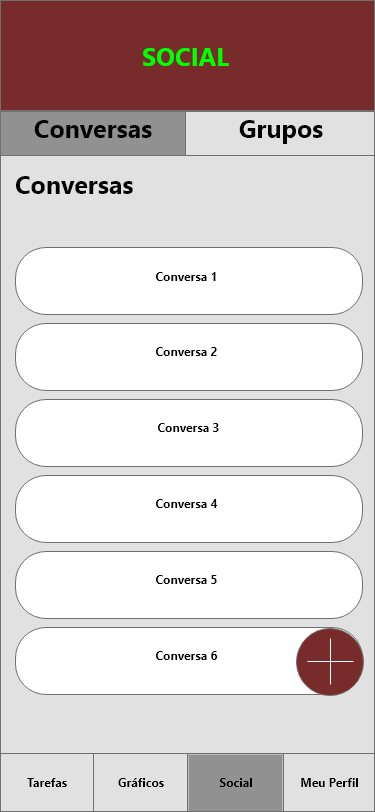 SOCIAL
Conversas Grupos
Conversas
Conversa 1
Conversa 2
Conversa 3
Conversa 4
Conversa 5
Conversa 6
Tarefas Gráficos Social Meu Perfil